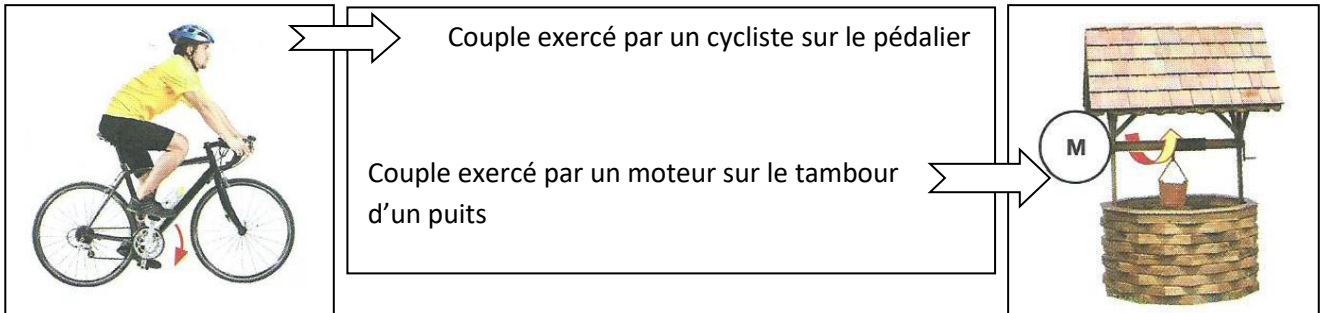 Couple exercé par un cycliste sur le pédalier
Couple exercé par un moteur sur le tambour
d’un puits
M